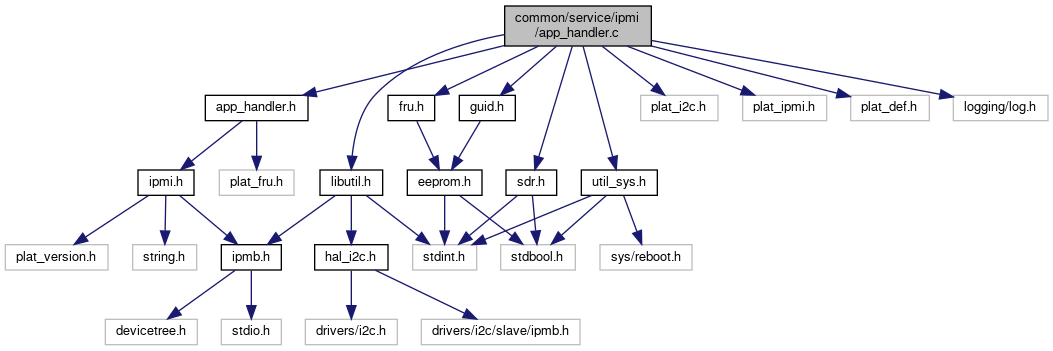 common/service/ipmi
/app_handler.c
app_handler.h
fru.h
guid.h
plat_i2c.h
plat_ipmi.h
plat_def.h
logging/log.h
ipmi.h
plat_fru.h
libutil.h
eeprom.h
sdr.h
util_sys.h
plat_version.h
string.h
ipmb.h
hal_i2c.h
stdint.h
stdbool.h
sys/reboot.h
devicetree.h
stdio.h
drivers/i2c.h
drivers/i2c/slave/ipmb.h